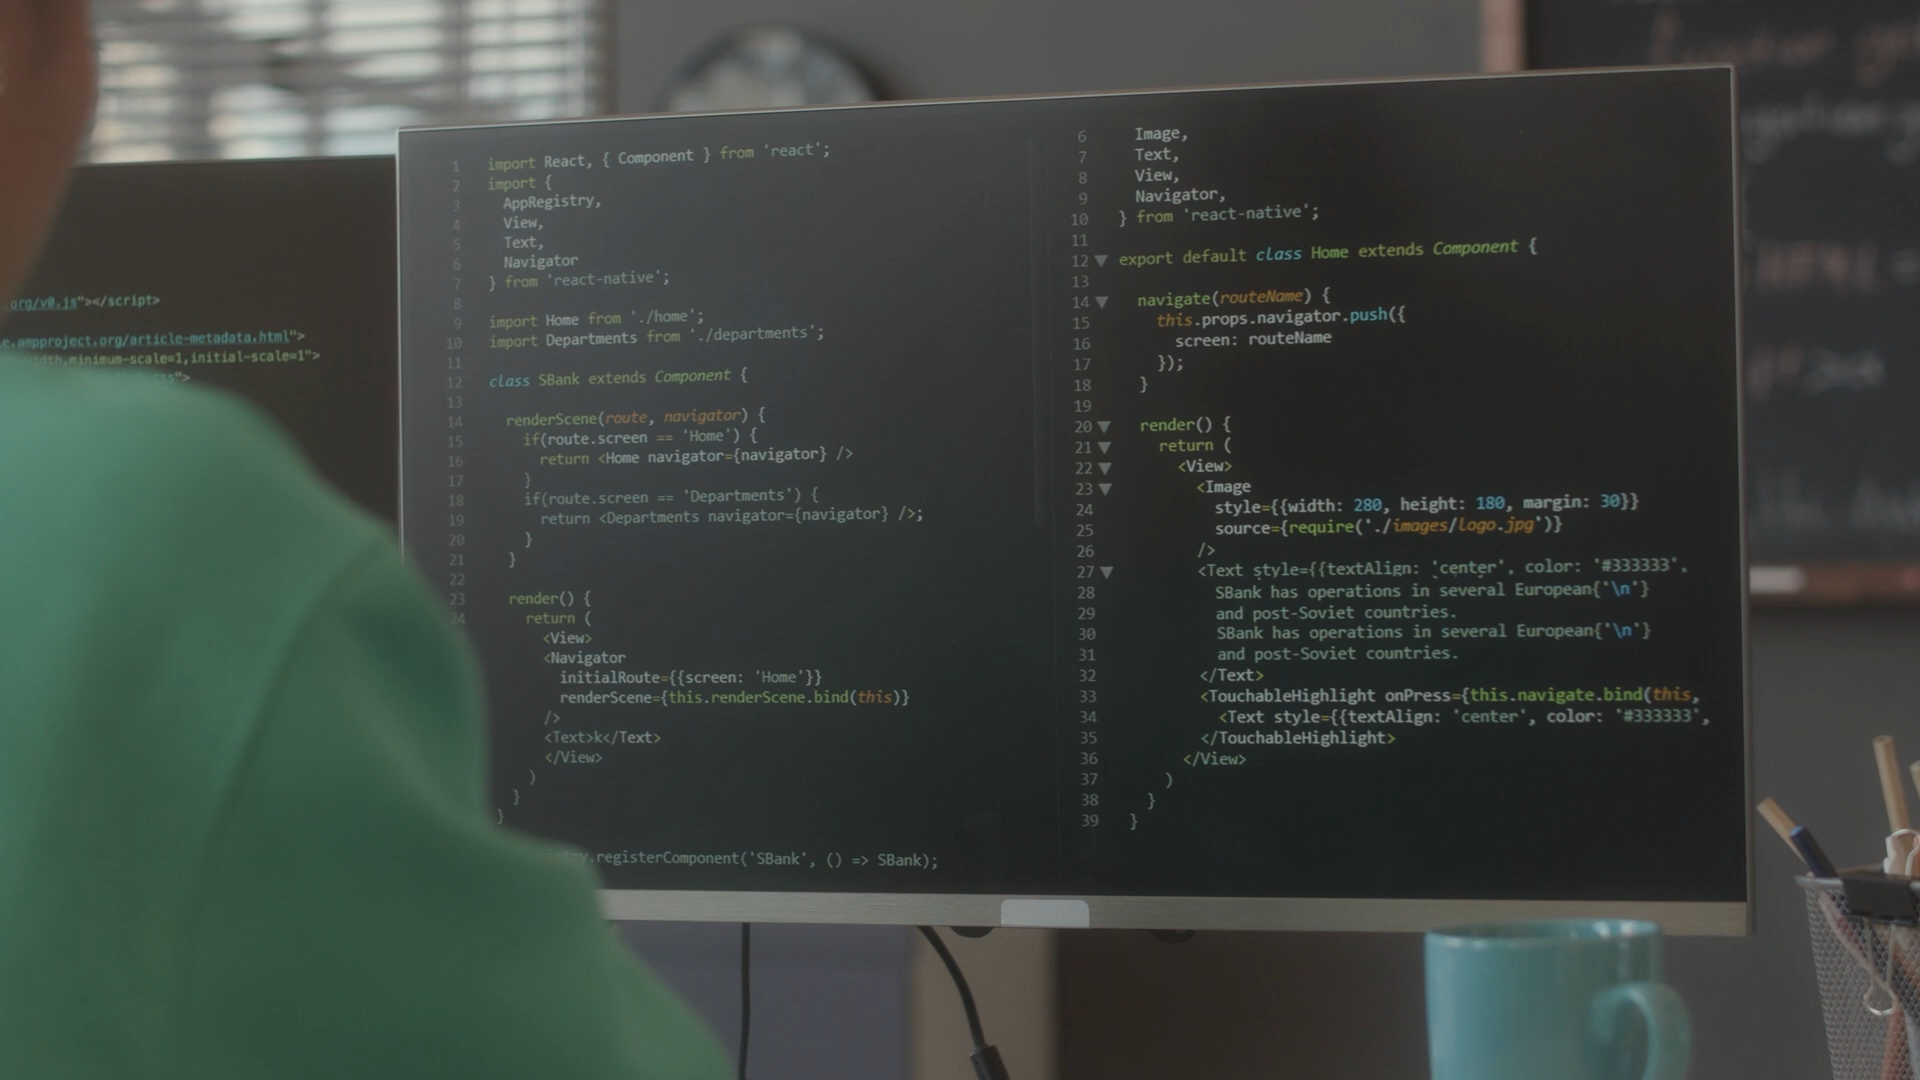 .org/v0.js"></script>
e.ampproject.org/article-metadata.html">
width,minimum-scale=1,initial-scale=1">
1 import React, { Component } from 'react';
2 import {
3 AppRegistry,
4 View,
5 Text,
6 Navigator
7 } from 'react-native';
8
9 import Home from './home';
10 import Departments from './departments';
11
12 class SBank extends Component {
13
14 renderScene(route, navigator) {
15 if(route.screen == 'Home') {
16 return <Home navigator={navigator} />
17 }
18 if(route.screen == 'Departments') {
19 return <Departments navigator={navigator} />;
20 }
21 }
22
23 render() {
24 return (
<View>
<Navigator
initialRoute={{screen: 'Home'}}
renderScene={this.renderScene.bind(this)}
/>
<Text>k</Text>
</View>
)
}
}
try.registerComponent('SBank', () => SBank);
6 Image,
7 Text,
8 View,
9 Navigator,
10 } from 'react-native';
11
12 export default class Home extends Component {
13
14 navigate(routeName) {
15 this.props.navigator.push({
16 screen: routeName
17 });
18 }
19
20 render() {
21 return (
22 <View>
23 <Image
24 style={{width: 280, height: 180, margin: 30}}
25 source={require('./images/logo.jpg')}
26 />
27 <Text style={{textAlign: 'center', color: '#333333',
28 SBank has operations in several European{'\n'}
29 and post-Soviet countries.
30 SBank has operations in several European{'\n'}
31 and post-Soviet countries.
32 </Text>
33 <TouchableHighlight onPress={this.navigate.bind(this,
34 <Text style={{textAlign: 'center', color: '#333333',
35 </TouchableHighlight>
36 </View>
37 )
38 }
39 }